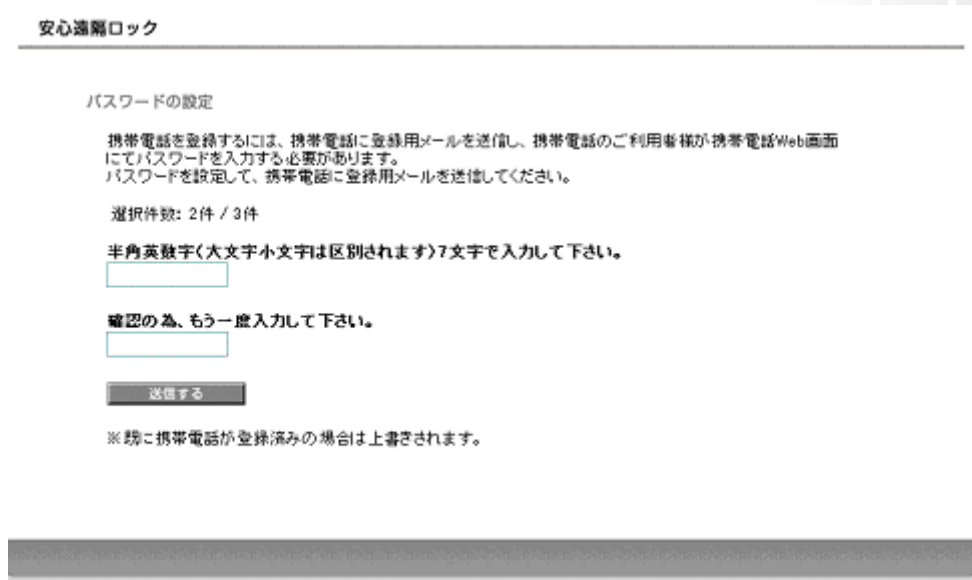 安心遠隔ロック
パスワードの設定
携帯電話を登録するには、携帯電話に登録用メールを送信し、携帯電話のご利用者様が携帯電話Web画面
にてパスワードを入力する必要があります。
パスワードを設定して、携帯電話に登録用メールを送信してください。
選択件数: 2件 / 3件
半角英数字(大文字小文字は区別されます)7文字で入力して下さい。
確認の為、もう一度入力して下さい。
送信する
※既に携帯電話が登録済みの場合は上書きされます。